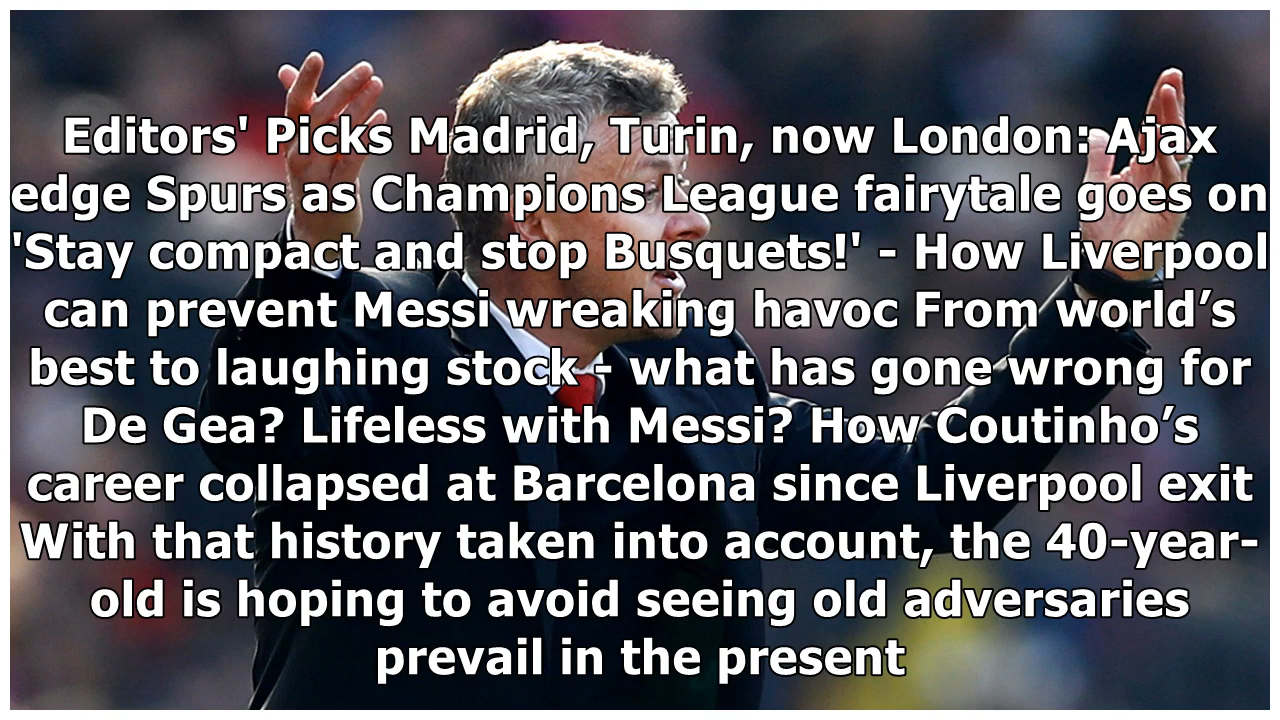 Editors' Picks Madrid, Turin, now London: Ajax
edge Spurs as Champions League fairytale goes on
'Stay compact and stop Busquets!' - How Liverpool
can prevent Messi wreaking havoc From world’s
best to laughing stock - what has gone wrong for
De Gea? Lifeless with Messi? How Coutinho’s
career collapsed at Barcelona since Liverpool exit
With that history taken into account, the 40-year-
old is hoping to avoid seeing old adversaries
prevail in the present